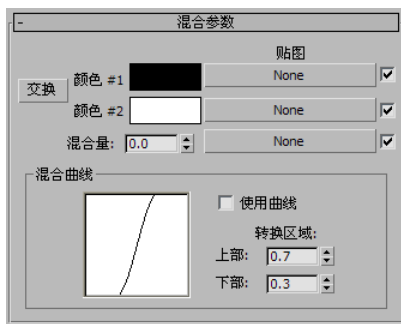 - 混合参数
贴图
交换 颜色 #1 None
颜色 #2 None
混合量: 0.0 None
混合曲线
使用曲线
转换区域:
上部: 0.7
下部: 0.3